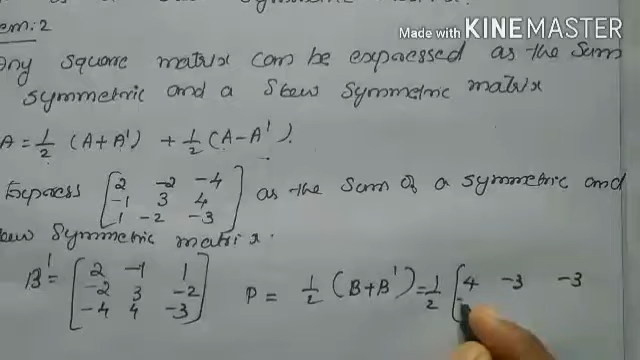 Made with KINEMASTER
em:2
Any square matrix can be expressed as the sum
symmetric and a skew symmetric matrix
A = 1/2 (A+A') + 1/2 (A-A').
Express [2 -2 -4
-1 3 4
1 -2 -3] as the sum of a symmetric and
skew symmetric matrix.
B' = [2 -1 1
-2 3 -2
-4 4 -3] P = 1/2 (B+B') = 1/2 [4 -3 -3